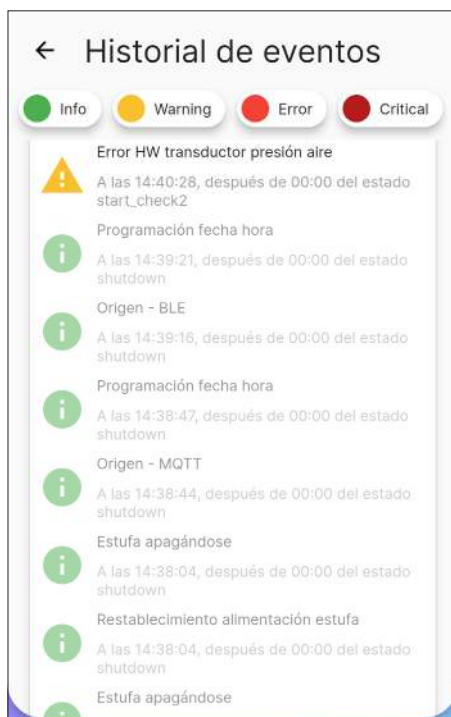 Historial de eventos
Info
Warning
Error
Critical
Error HW transductor presión aire
A las 14:40:28, después de 00:00 del estado
start_check2
Programación fecha hora
A las 14:39:21, después de 00:00 del estado
shutdown
Origen - BLE
A las 14:39:16, después de 00:00 del estado
shutdown
Programación fecha hora
A las 14:38:47, después de 00:00 del estado
shutdown
Origen - MQTT
A las 14:38:44, después de 00:00 del estado
shutdown
Estufa apagándose
A las 14:38:04, después de 00:00 del estado
shutdown
Restablecimiento alimentación estufa
A las 14:38:04, después de 00:00 del estado
shutdown
Estufa apagándose